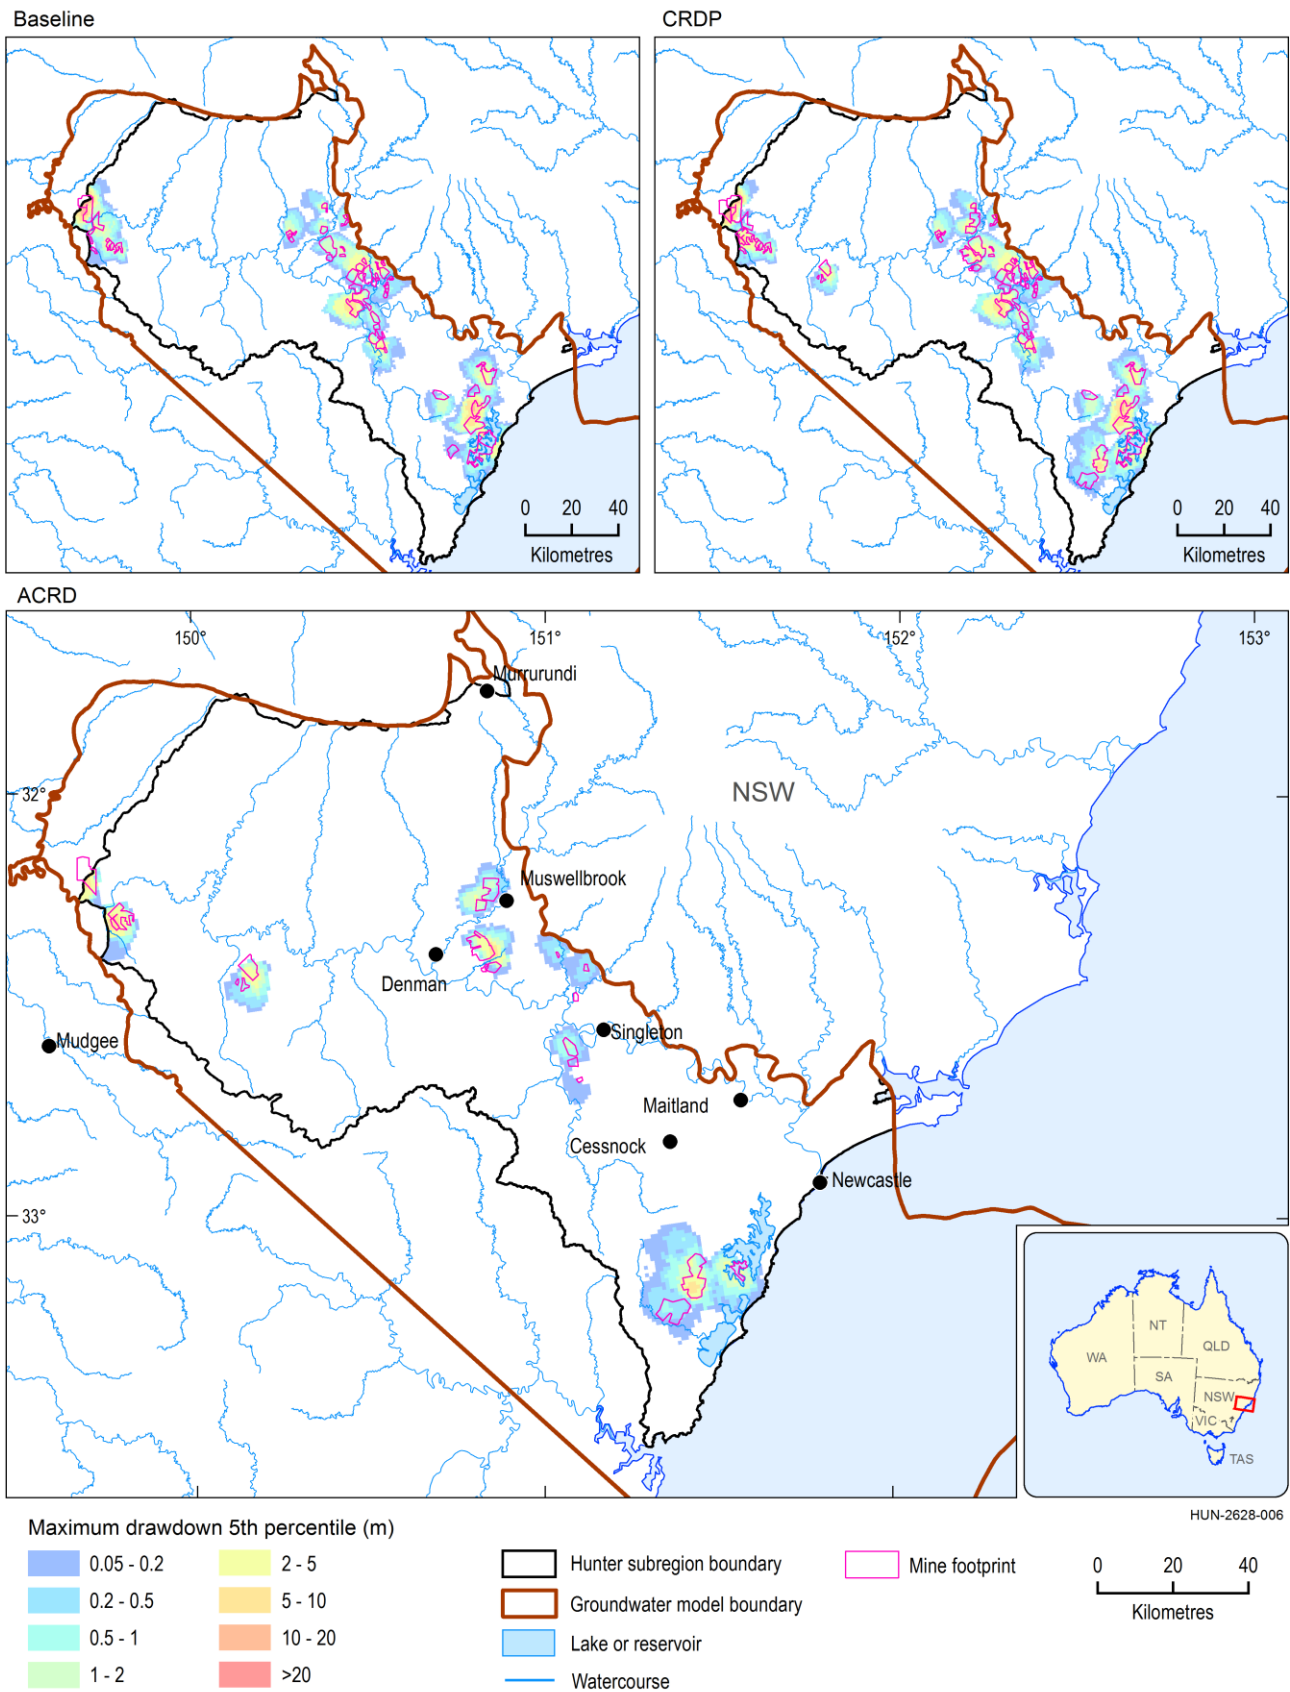 Baseline
CRDP
0 20 40
Kilometres
0 20 40
Kilometres
ACRD
150°
151°
152°
153°
Murrurundi
32°
NSW
Muswellbrook
Denman
Singleton
Mudgee
Maitland
Cessnock
Newcastle
33°
NT
QLD
WA
SA
NSW
VIC
TAS
HUN-2628-006
Maximum drawdown 5th percentile (m)
0.05 - 0.2
0.2 - 0.5
0.5 - 1
1 - 2
2 - 5
5 - 10
10 - 20
>20
Hunter subregion boundary
Groundwater model boundary
Lake or reservoir
Watercourse
Mine footprint
0 20 40
Kilometres